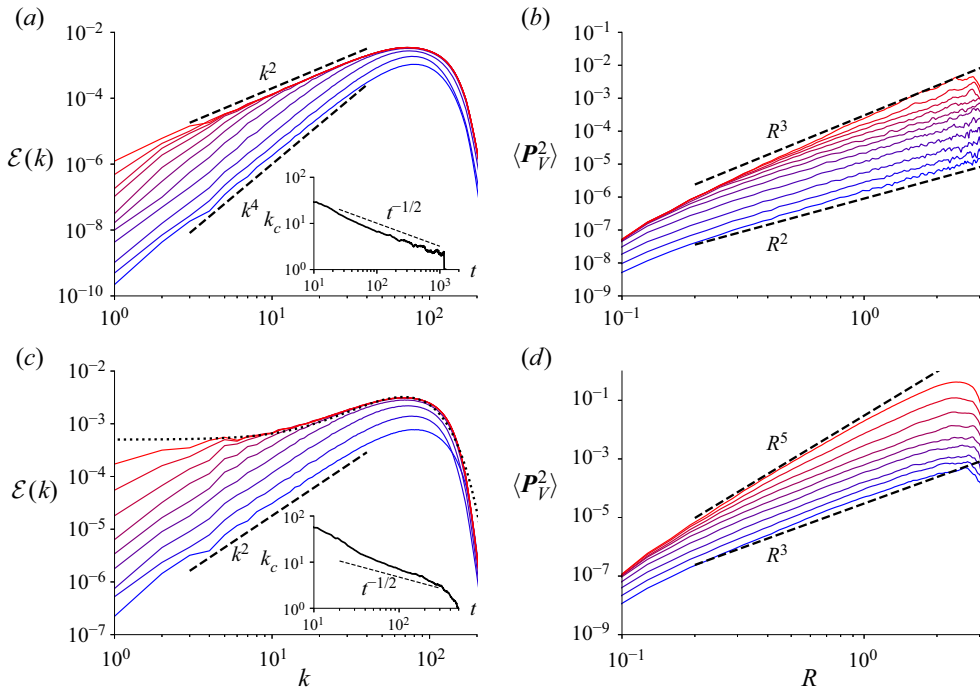 (a)
10^{-2}
10^{-4}
10^{-6}
10^{-8}
10^{-10}
ℰ(k)
k^2
k^4
10^2
10^1
10^0
k_c
t^{-1/2}
10^1 10^2 10^3 t
10^0 10^1 10^2
(b)
10^{-1}
10^{-2}
10^{-3}
10^{-4}
10^{-5}
10^{-6}
10^{-7}
10^{-8}
10^{-9}
⟨P_V^2⟩
R^3
R^2
10^{-1} 10^0
(c)
10^{-2}
10^{-3}
10^{-4}
10^{-5}
10^{-6}
10^{-7}
ℰ(k)
k^2
10^2
10^1
10^0
k_c
t^{-1/2}
10^1 10^2 t
10^0 10^1 10^2
k
(d)
10^{-1}
10^{-3}
10^{-5}
10^{-7}
10^{-9}
⟨P_V^2⟩
R^5
R^3
10^{-1} 10^0
R